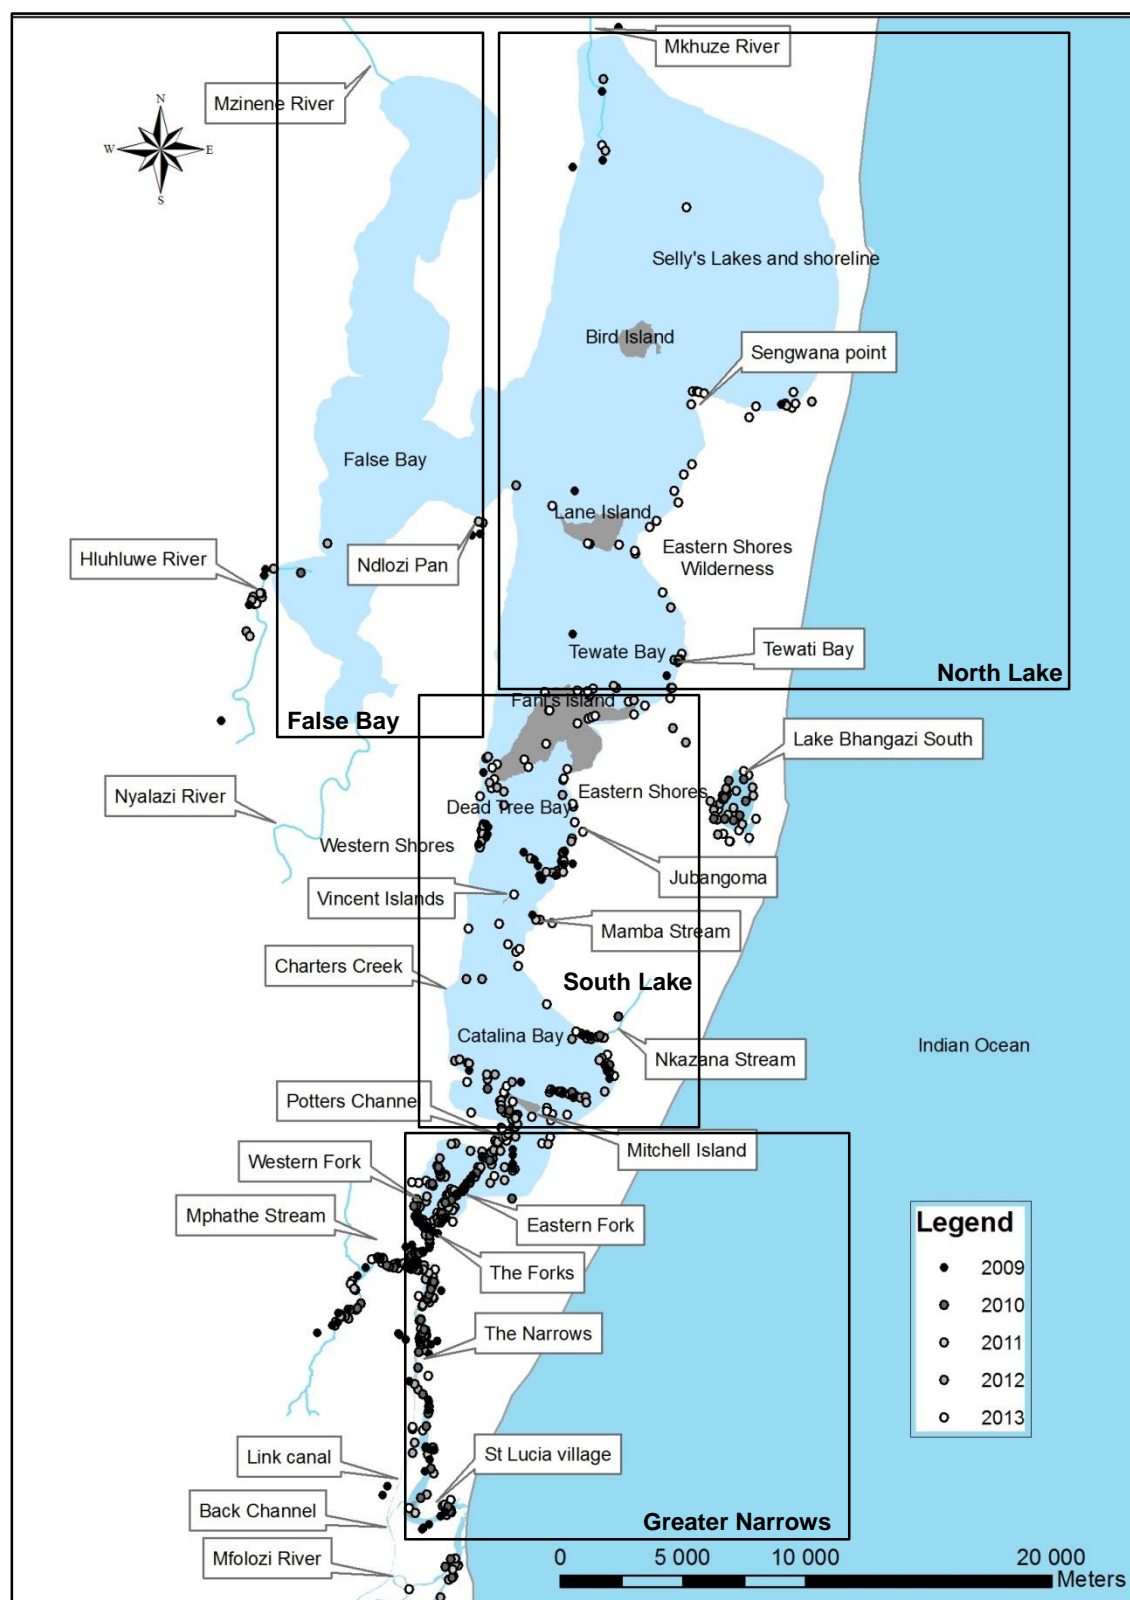 Mkhuze River
Mzinene River
N
W
E
S
Selly's Lakes and shoreline
Bird Island
Sengwana point
False Bay
Lane Island
Hluhluwe River
Ndlozi Pan
Eastern Shores
Wilderness
Tewate Bay
Tewati Bay
North Lake
Fani's Island
False Bay
Lake Bhangazi South
Nyalazi River
Eastern Shores
Dead Tree Bay
Western Shores
Jubangoma
Vincent Islands
Mamba Stream
Charters Creek
South Lake
Catalina Bay
Indian Ocean
Nkazana Stream
Potters Channel
Mitchell Island
Western Fork
Mphathe Stream
Eastern Fork
The Forks
Legend
2009
2010
2011
2012
2013
The Narrows
Link canal
St Lucia village
Back Channel
Greater Narrows
Mfolozi River
0 5 000 10 000 20 000
Meters